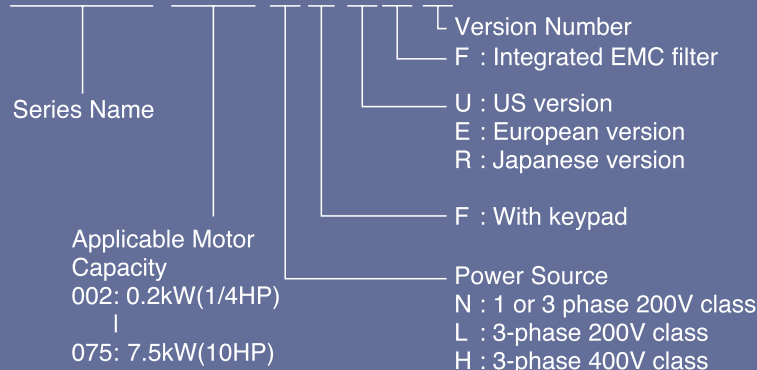 Version Number
F : Integrated EMC filter
Series Name
U : US version
E : European version
R : Japanese version
F : With keypad
Applicable Motor
Capacity
002: 0.2kW(1/4HP)
|
075: 7.5kW(10HP)
Power Source
N : 1 or 3 phase 200V class
L : 3-phase 200V class
H : 3-phase 400V class